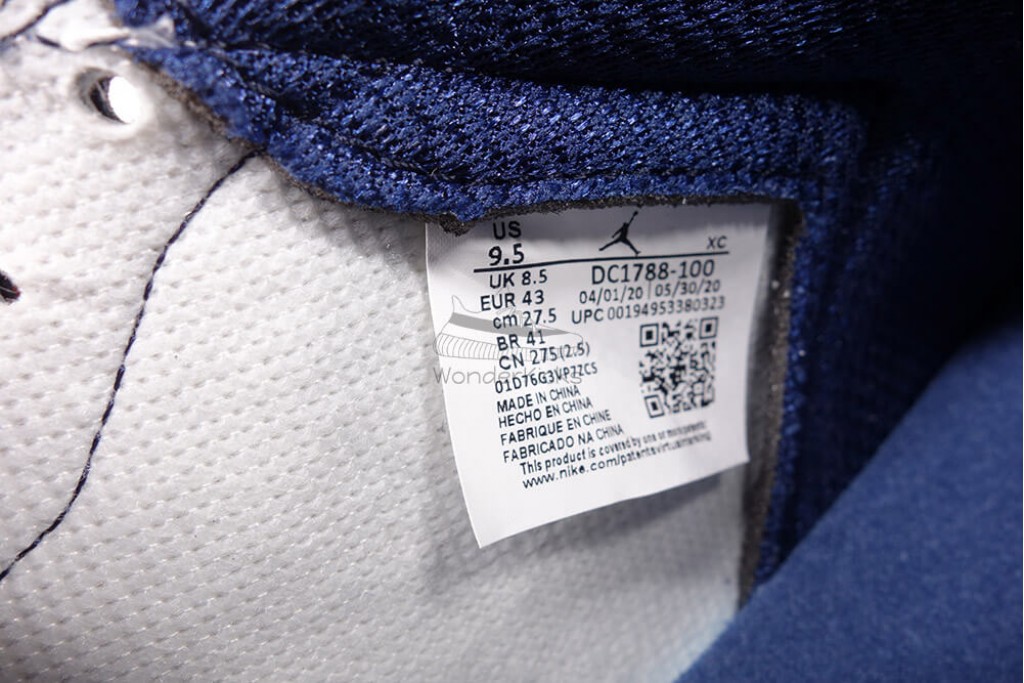 US
9.5
XC
UK 8.5
DC1788-100
EUR 43
04/01/20 05/30/20
cm 27.5
UPC 00194953380323
BR 41
CN 275(2.5)
01D76G3VP7ZCS
MADE IN CHINA
HECHO EN CHINA
FABRIQUE EN CHINE
FABRICADO NA CHINA
This product is covered by one or more patents:
www.nike.com/patentsvirtualmarking